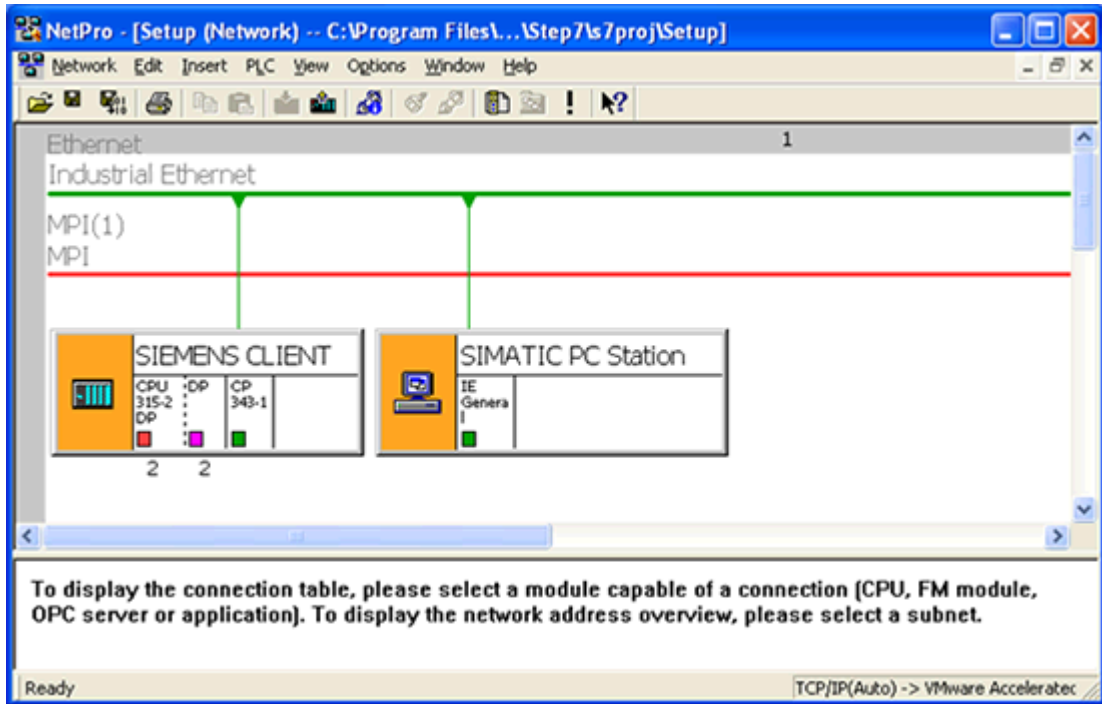 NetPro - [Setup (Network) -- C:\Program Files\...\Step7\s7proj\Setup]
Network Edit Insert PLC View Options Window Help
Ethernet
1
Industrial Ethernet
MPI(1)
MPI
SIEMENS CLIENT
CPU
315-2
DP
DP
CP
343-1
2
2
SIMATIC PC Station
IE
Genera
l
To display the connection table, please select a module capable of a connection (CPU, FM module,
OPC server or application). To display the network address overview, please select a subnet.
Ready
TCP/IP(Auto) -> VMware Acceleratec